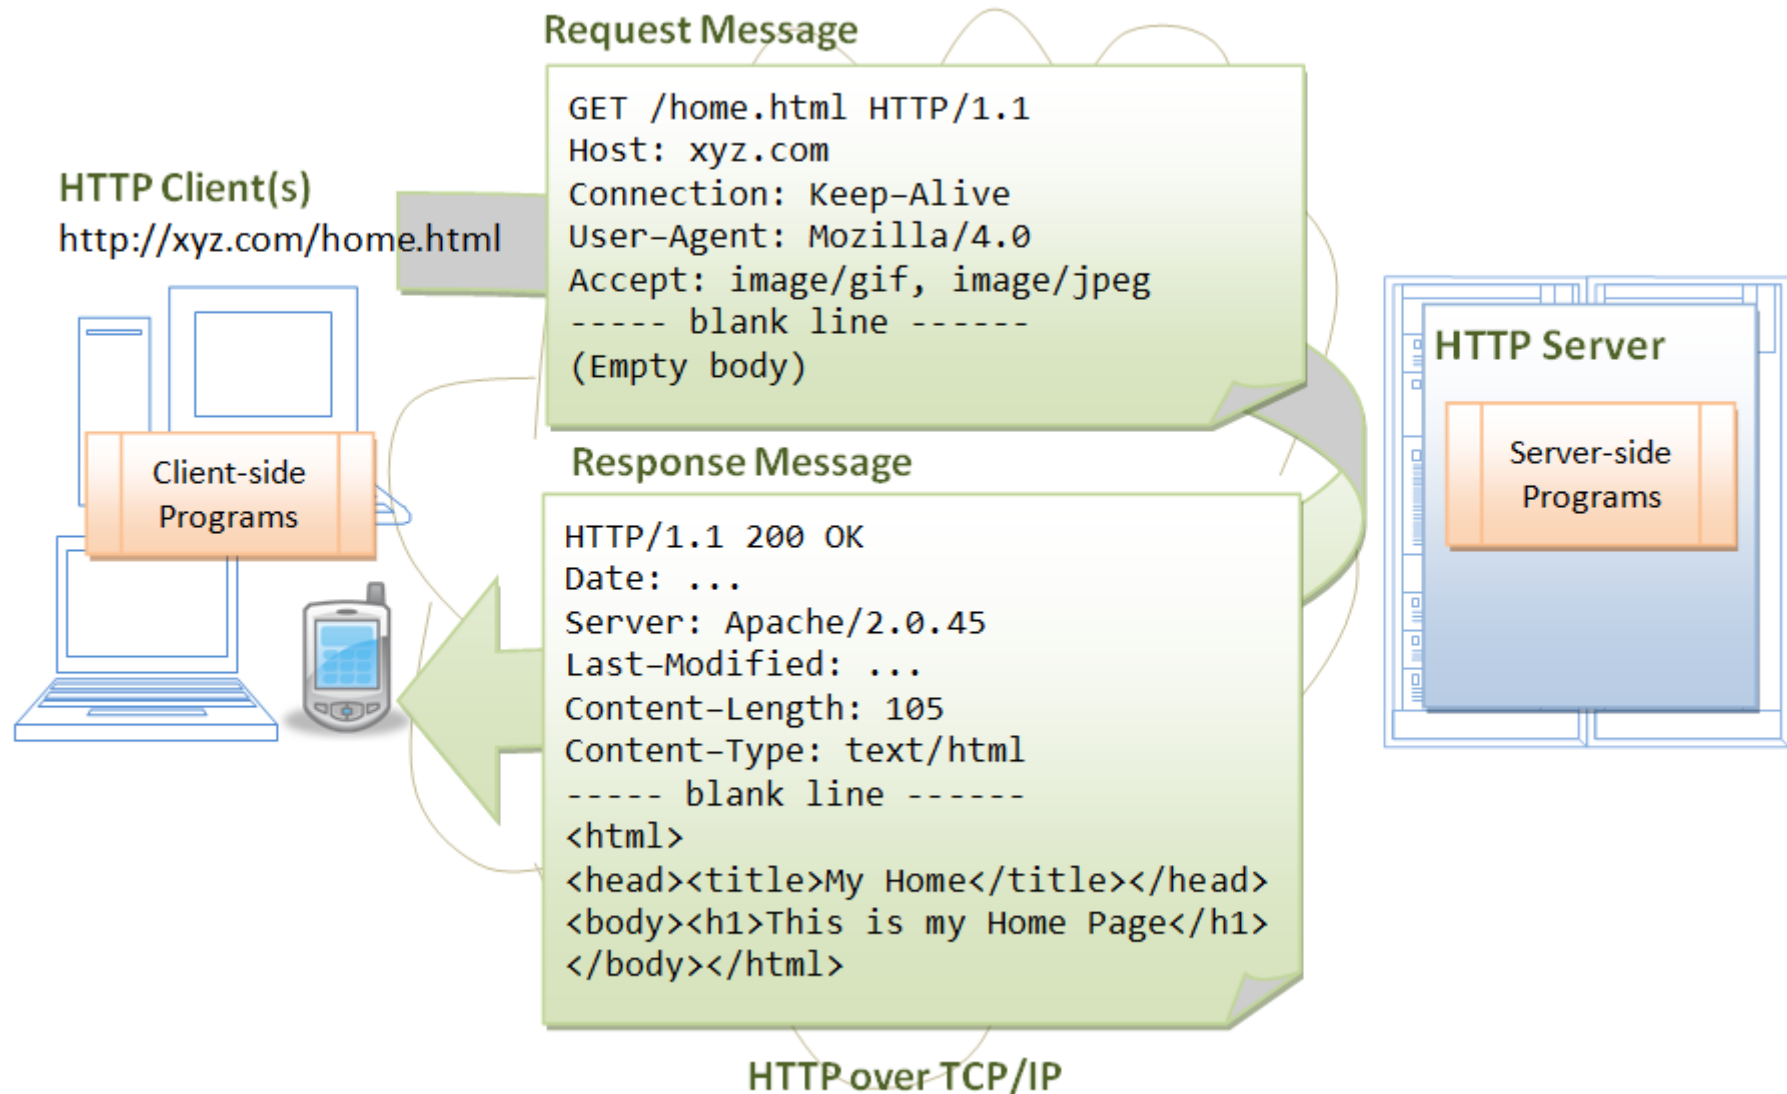 Request Message
GET /home.html HTTP/1.1
Host: xyz.com
Connection: Keep–Alive
User–Agent: Mozilla/4.0
Accept: image/gif, image/jpeg
----- blank line ------
(Empty body)
HTTP Client(s)
http://xyz.com/home.html
Client-side
Programs
HTTP Server
Server-side
Programs
Response Message
HTTP/1.1 200 OK
Date: ...
Server: Apache/2.0.45
Last–Modified: ...
Content–Length: 105
Content–Type: text/html
----- blank line ------
<html>
<head><title>My Home</title></head>
<body><h1>This is my Home Page</h1>
</body></html>
HTTP over TCP/IP